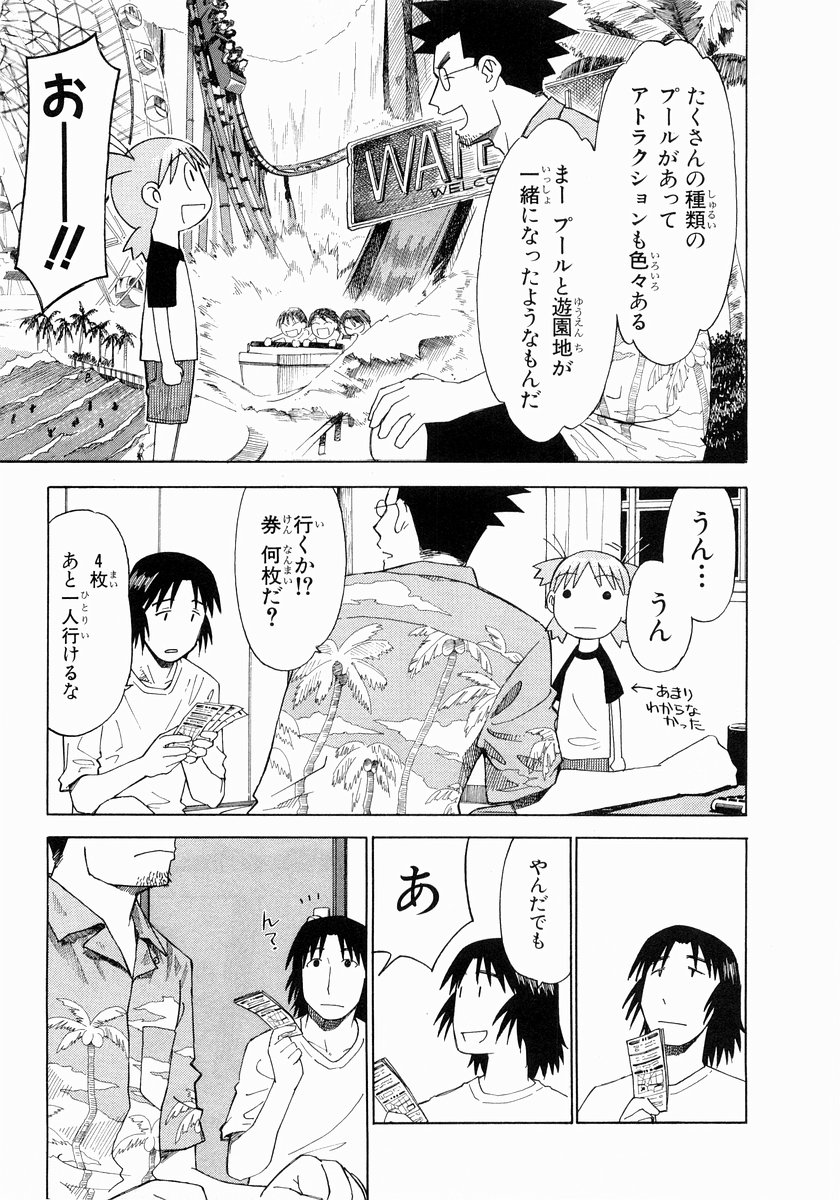 たくさんの種類の
プールがあって
アトラクションも色々ある
まー プールと遊園地が
一緒になったようなもんだ
WATE
WELCO
おーーー!!
うん…
うん
←あまり
わからな
かった
行くか!?
券 何枚だ?
4枚
あと一人行けるな
やんだでも
あ
ん?